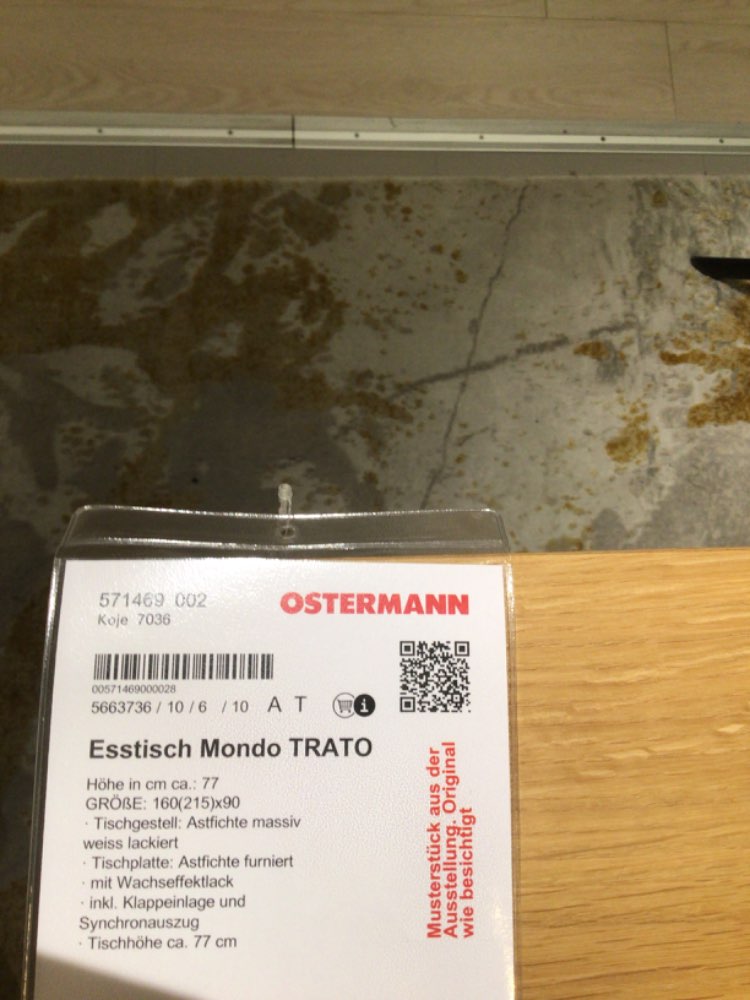 571469 002
OSTERMANN
Koje 7036
00571469000028
5663736 / 10 / 6 / 10 A T
Esstisch Mondo TRATO
Höhe in cm ca.: 77
GRÖßE: 160(215)x90
· Tischgestell: Astfichte massiv
weiss lackiert
· Tischplatte: Astfichte furniert
· mit Wachseffektlack
· inkl. Klappeinlage und
Synchronauszug
· Tischhöhe ca. 77 cm
Musterstück aus der
Ausstellung. Original
wie besichtigt